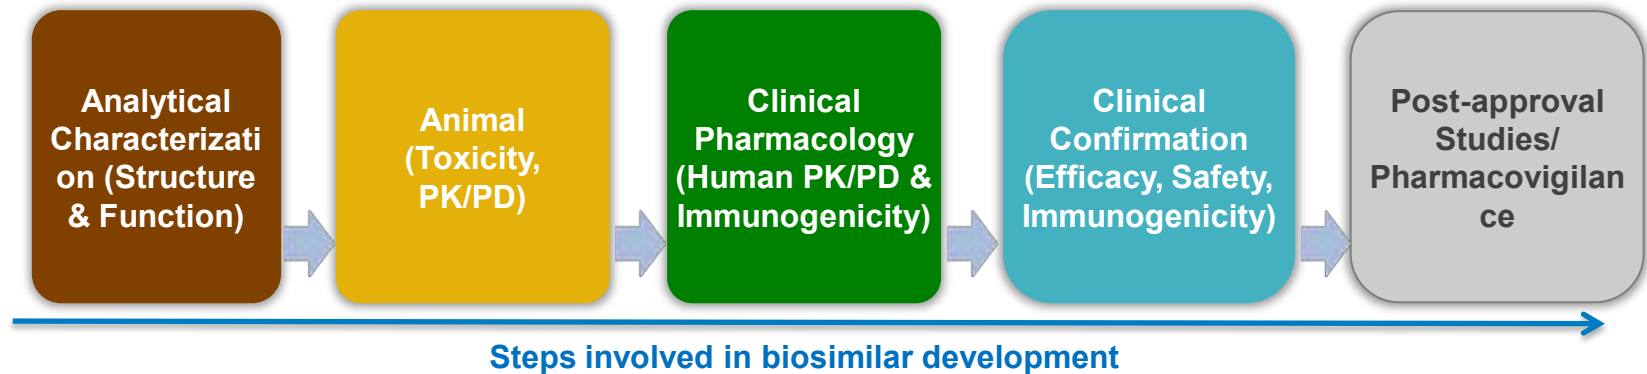 Analytical
Characterizati
on (Structure
& Function)
Animal
(Toxicity,
PK/PD)
Clinical
Pharmacology
(Human PK/PD &
Immunogenicity)
Clinical
Confirmation
(Efficacy, Safety,
Immunogenicity)
Post-approval
Studies/
Pharmacovigilan
ce
Steps involved in biosimilar development